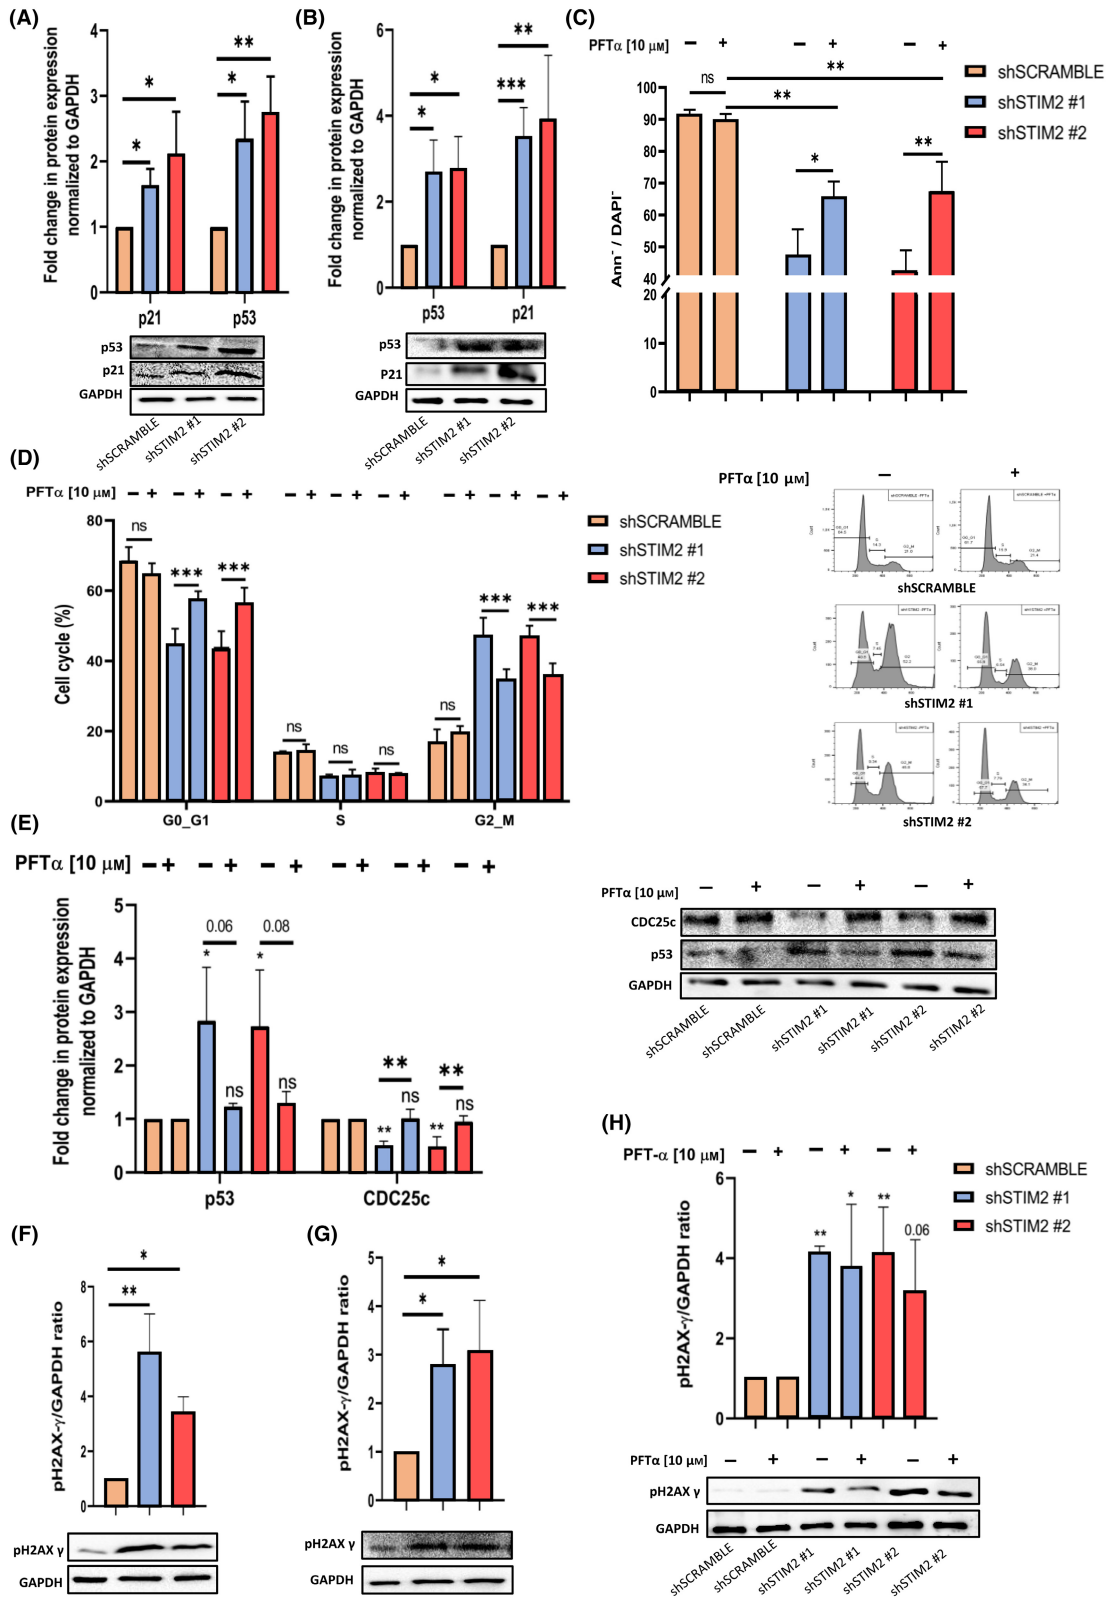 (A)
Fold change in protein expression
normalized to GAPDH
4
3
2
1
0
*
*
*
**
p21 p53
p53
p21
GAPDH
shSCRAMBLE
shSTIM2 #1
shSTIM2 #2
(B)
Fold change in protein expression
normalized to GAPDH
6
4
2
0
*
*
***
**
p53 p21
p53
P21
GAPDH
shSCRAMBLE
shSTIM2 #1
shSTIM2 #2
(C)
PFTα [10 μM] − + − + − +
Ann⁻ / DAPI⁻
100
90
80
70
60
50
40
20
10
0
ns
**
**
*
**
shSCRAMBLE
shSTIM2 #1
shSTIM2 #2
(D)
PFTα [10 μM] − + − + − + − + − + − + − + − + − +
Cell cycle (%)
80
60
40
20
0
ns *** ***
ns ns ns
ns *** ***
G0_G1 S G2_M
shSCRAMBLE
shSTIM2 #1
shSTIM2 #2
PFTα [10 μM] − +
shSCRAMBLE
shSTIM2 #1
shSTIM2 #2
(E)
PFTα [10 μM] − + − + − + − + − + − +
Fold change in protein expression
normalized to GAPDH
5
4
3
2
1
0
0.06 0.08
* *
ns ns
** **
** ns ** ns
p53 CDC25c
PFTα [10 μM] − + − + − +
CDC25c
p53
GAPDH
shSCRAMBLE
shSCRAMBLE
shSTIM2 #1
shSTIM2 #1
shSTIM2 #2
shSTIM2 #2
(F)
pH2AX-γ/GAPDH ratio
8
6
4
2
0
*
**
pH2AX γ
GAPDH
(G)
pH2AX-γ/GAPDH ratio
5
4
3
2
1
0
*
*
pH2AX γ
GAPDH
(H)
PFT-α [10 μM] − + − + − +
pH2AX-γ/GAPDH ratio
6
4
2
0
** * ** 0.06
shSCRAMBLE
shSTIM2 #1
shSTIM2 #2
PFTα [10 μM] − + − + − +
pH2AX γ
GAPDH
shSCRAMBLE
shSCRAMBLE
shSTIM2 #1
shSTIM2 #1
shSTIM2 #2
shSTIM2 #2